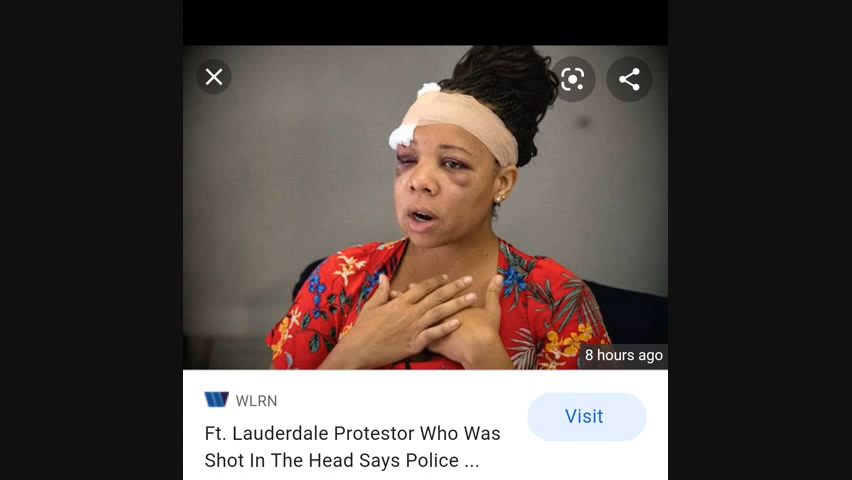 8 hours ago
WLRN
Ft. Lauderdale Protestor Who Was
Shot In The Head Says Police ...
Visit